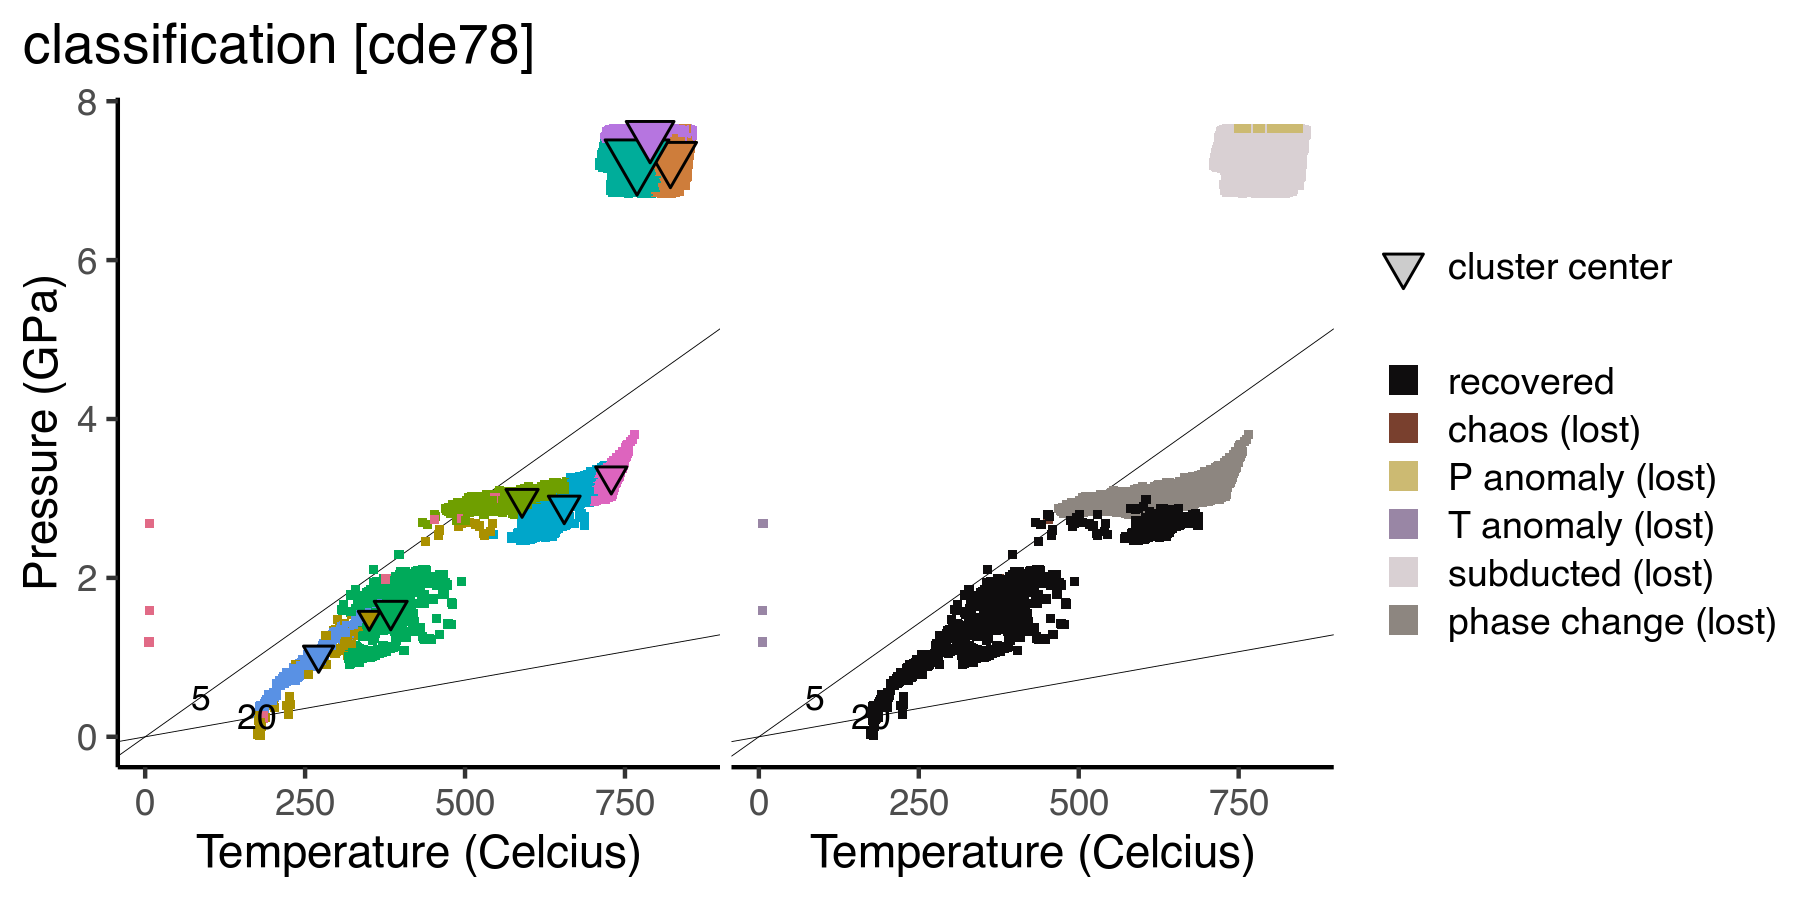 classification [cde78]
8
6
4
2
0
Pressure (GPa)
5
20
0
250
500
750
Temperature (Celcius)
5
20
0
250
500
750
Temperature (Celcius)
cluster center
recovered
chaos (lost)
P anomaly (lost)
T anomaly (lost)
subducted (lost)
phase change (lost)